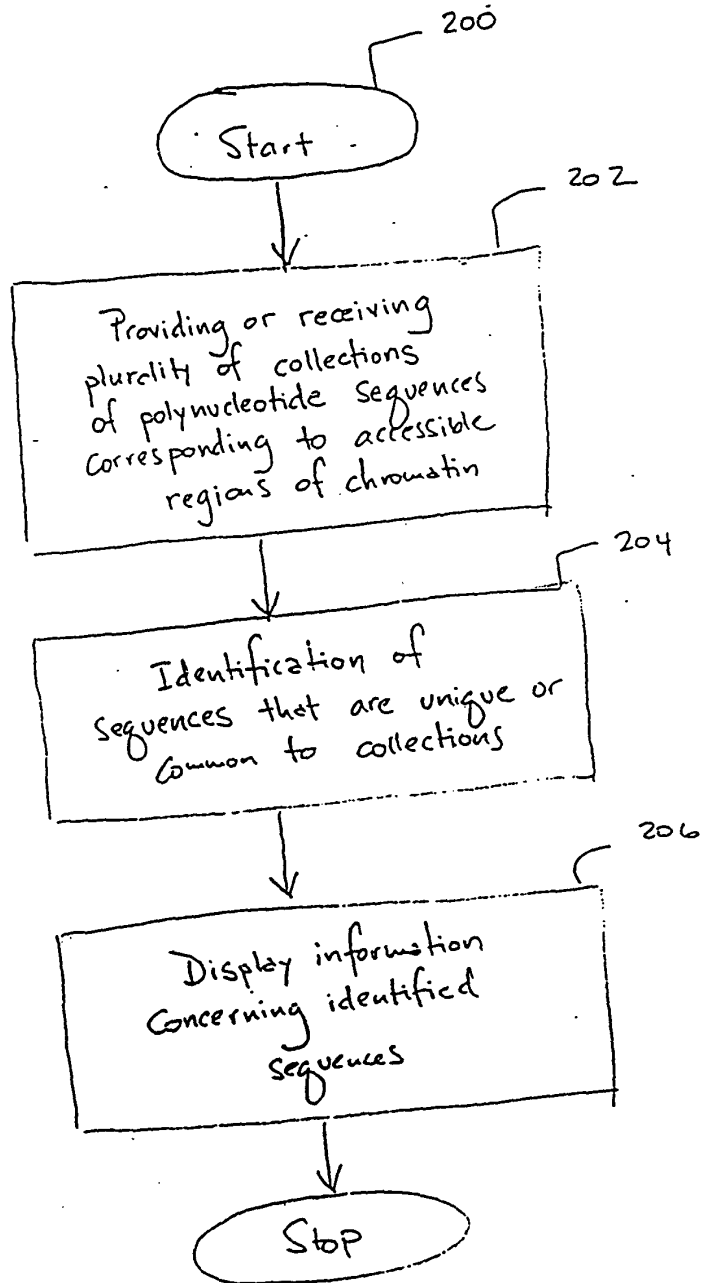 200
Start
202
Providing or receiving
plurality of collections
of polynucleotide sequences
corresponding to accessible
regions of chromatin
204
Identification of
sequences that are unique or
common to collections
206
Display information
concerning identified
sequences
Stop